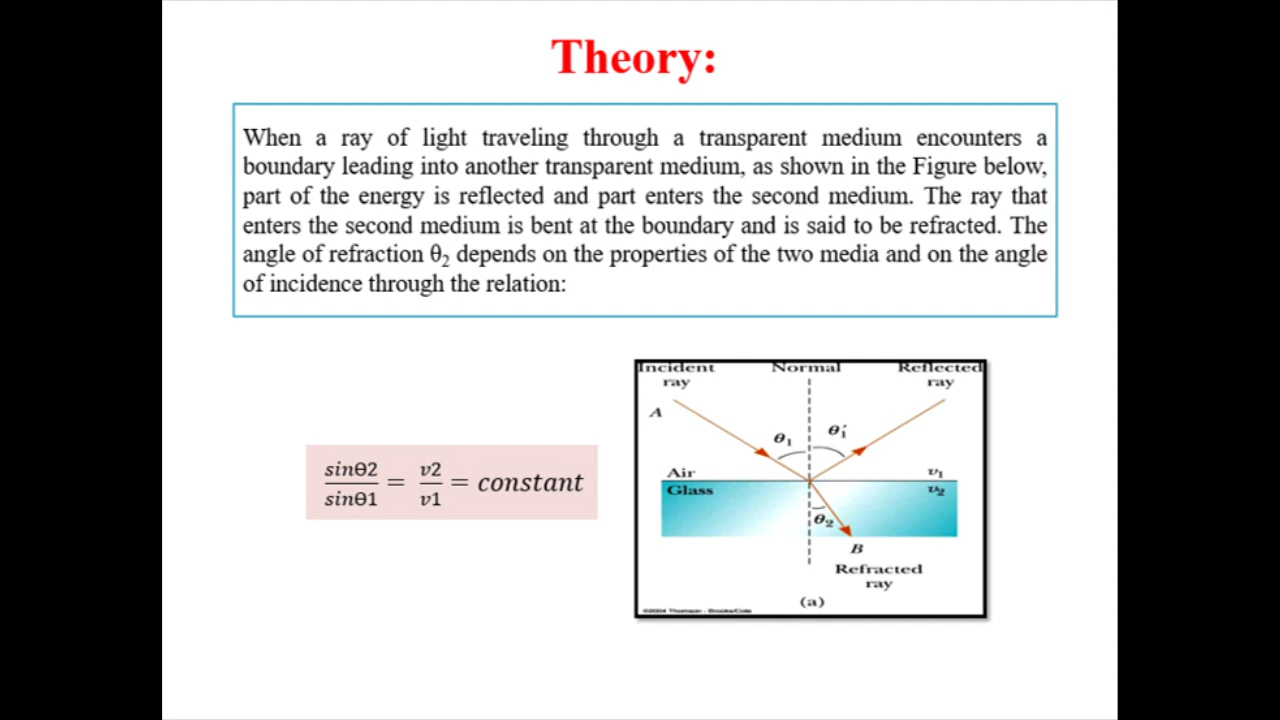 Theory:
When a ray of light traveling through a transparent medium encounters a
boundary leading into another transparent medium, as shown in the Figure below,
part of the energy is reflected and part enters the second medium. The ray that
enters the second medium is bent at the boundary and is said to be refracted. The
angle of refraction θ₂ depends on the properties of the two media and on the angle
of incidence through the relation:
sinθ2/sinθ1 = v2/v1 = constant
Incident ray
Normal
Reflected ray
A
θ₁
θ₁′
Air
Glass
v₁
v₂
θ₂
B
Refracted
ray
(a)
©2004 Thomson - Brooks/Cole